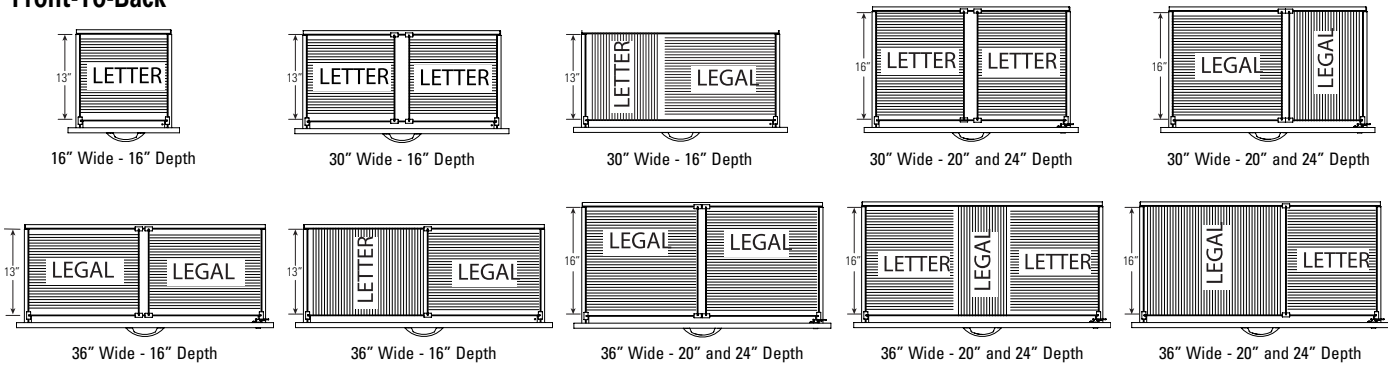 Front-To-Back
13" LETTER
16" Wide - 16" Depth
13" LETTER LETTER
30" Wide - 16" Depth
13" LETTER LEGAL
30" Wide - 16" Depth
16" LETTER LETTER
30" Wide - 20" and 24" Depth
16" LEGAL LEGAL
30" Wide - 20" and 24" Depth
13" LEGAL LEGAL
36" Wide - 16" Depth
13" LETTER LEGAL
36" Wide - 16" Depth
16" LEGAL LEGAL
36" Wide - 20" and 24" Depth
16" LETTER LEGAL LETTER
36" Wide - 20" and 24" Depth
16" LEGAL LETTER
36" Wide - 20" and 24" Depth